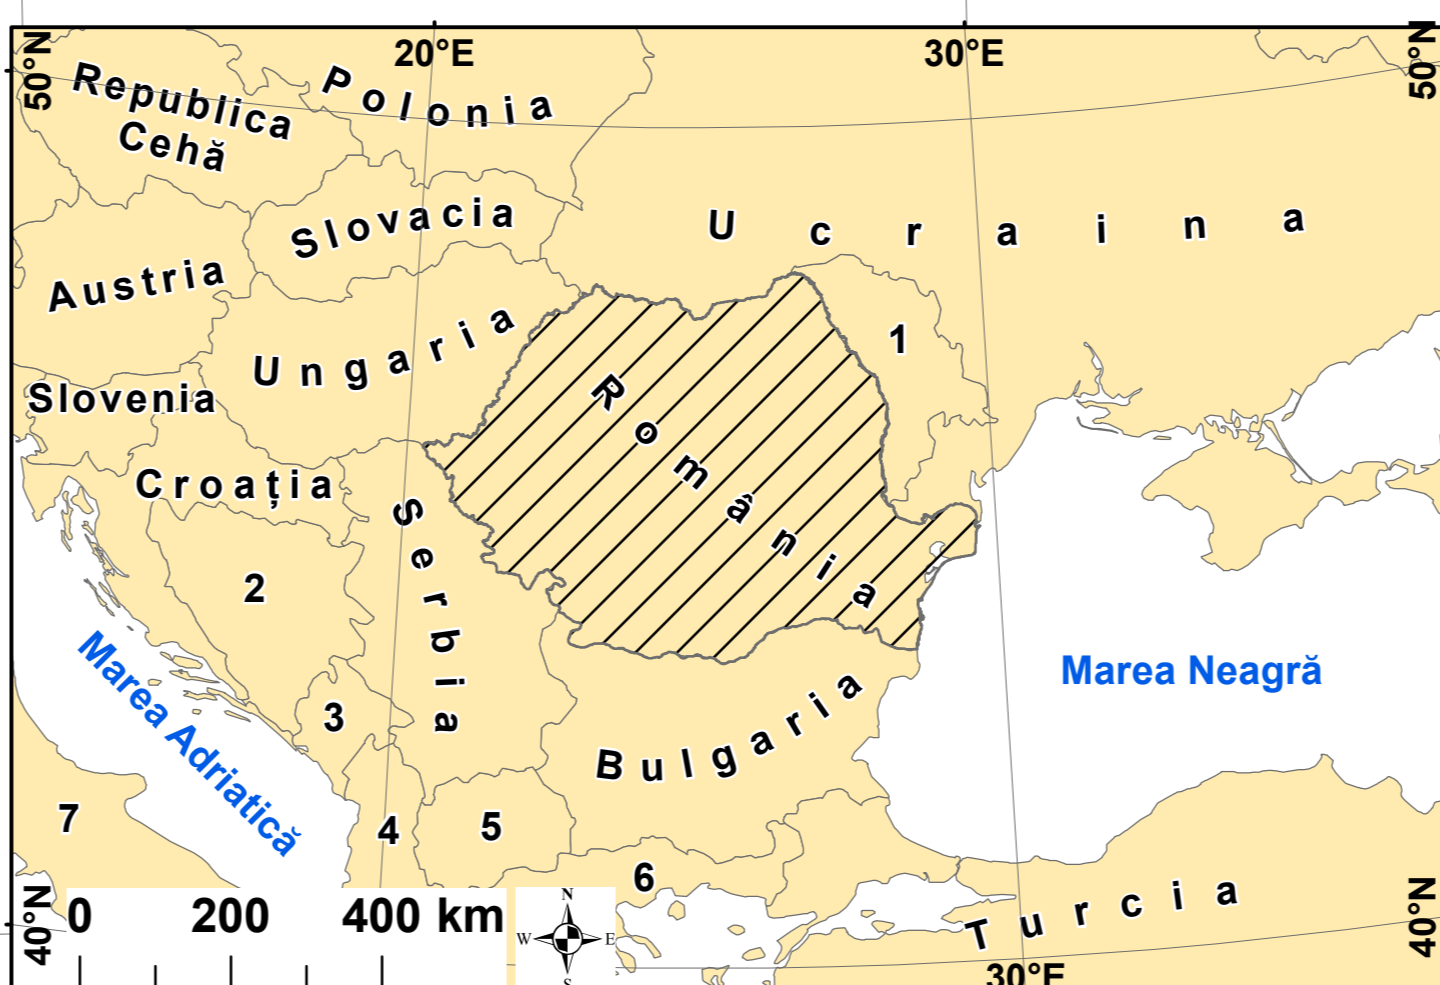 20°E
30°E
50°N
50°N
Republica
Cehă
Polonia
Slovacia
Ucraina
Austria
Ungaria
1
Slovenia
România
Croația
Serbia
2
Marea Neagră
Marea Adriatică
3
Bulgaria
7
4
5
6
Turcia
40°N
40°N
0 200 400 km
N
W E
S
30°E